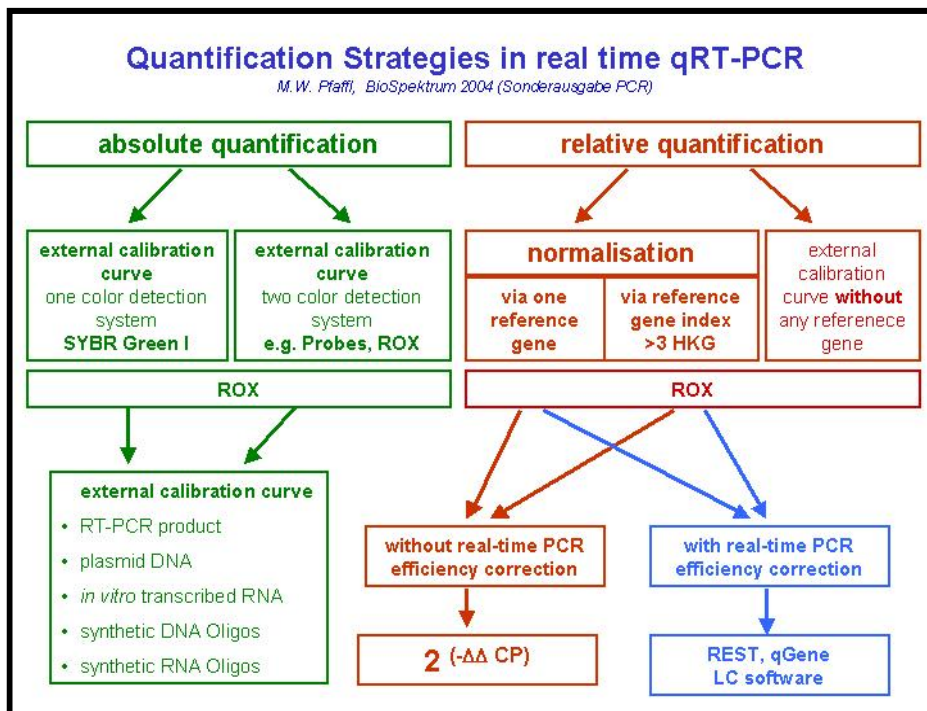 Quantification Strategies in real time qRT-PCR
M.W. Pfaffl, BioSpektrum 2004 (Sonderausgabe PCR)
absolute quantification
relative quantification
external calibration
curve
one color detection
system
SYBR Green I
external calibration
curve
two color detection
system
e.g. Probes, ROX
normalisation
via one
reference
gene
via reference
gene index
>3 HKG
external
calibration
curve without
any referenece
gene
ROX
ROX
external calibration curve
• RT-PCR product
• plasmid DNA
• in vitro transcribed RNA
• synthetic DNA Oligos
• synthetic RNA Oligos
without real-time PCR
efficiency correction
with real-time PCR
efficiency correction
2 (-ΔΔ CP)
REST, qGene
LC software